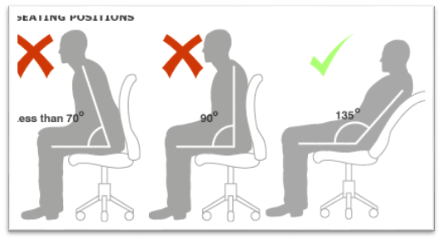 SEATING POSITIONS
Less than 70°
90°
135°